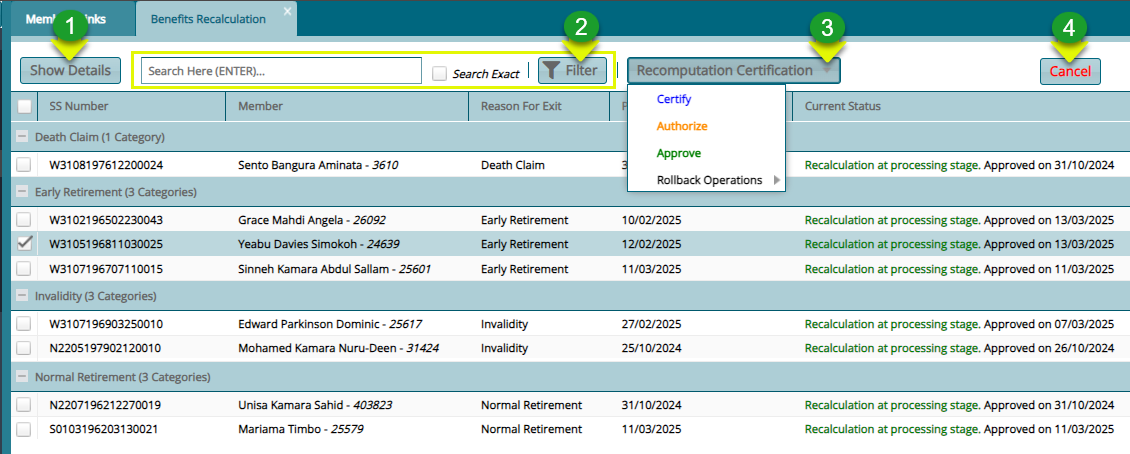 Memb inks Benefits Recalculation
1 2 3 4
Show Details Search Here (ENTER)... Search Exact Filter Recomputation Certification Cancel
SS Number Member Reason For Exit P Current Status
Certify
Authorize
Approve
Rollback Operations
Death Claim (1 Category)
W3108197612200024 Sento Bangura Aminata - 3610 Death Claim 3 Recalculation at processing stage. Approved on 31/10/2024
Early Retirement (3 Categories)
W3102196502230043 Grace Mahdi Angela - 26092 Early Retirement 10/02/2025 Recalculation at processing stage. Approved on 13/03/2025
W3105196811030025 Yeabu Davies Simokoh - 24639 Early Retirement 12/02/2025 Recalculation at processing stage. Approved on 13/03/2025
W3107196707110015 Sinneh Kamara Abdul Sallam - 25601 Early Retirement 11/03/2025 Recalculation at processing stage. Approved on 11/03/2025
Invalidity (3 Categories)
W3107196903250010 Edward Parkinson Dominic - 25617 Invalidity 27/02/2025 Recalculation at processing stage. Approved on 07/03/2025
N2205197902120010 Mohamed Kamara Nuru-Deen - 31424 Invalidity 25/10/2024 Recalculation at processing stage. Approved on 26/10/2024
Normal Retirement (3 Categories)
N2207196212270019 Unisa Kamara Sahid - 403823 Normal Retirement 31/10/2024 Recalculation at processing stage. Approved on 31/10/2024
S0103196203130021 Mariama Timbo - 25579 Normal Retirement 11/03/2025 Recalculation at processing stage. Approved on 11/03/2025